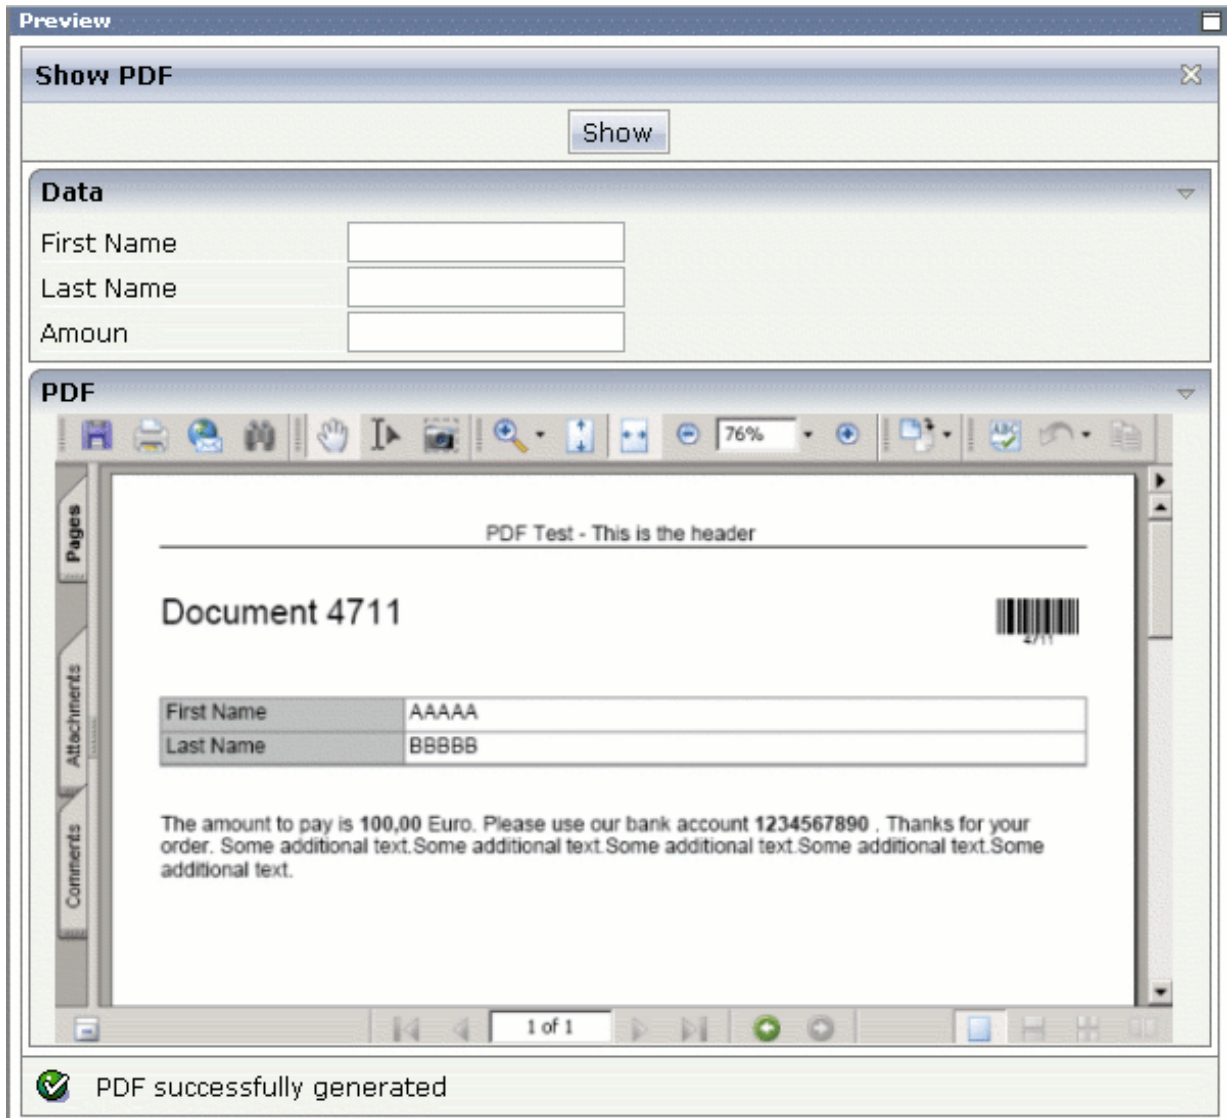 Preview
Show PDF
Show
Data
First Name
Last Name
Amoun
PDF
76%
ABC
Pages
Attachments
Comments
PDF Test - This is the header
Document 4711
4711
First Name AAAAA
Last Name BBBBB
The amount to pay is 100,00 Euro. Please use our bank account 1234567890 . Thanks for your
order. Some additional text.Some additional text.Some additional text.Some additional text.Some
additional text.
1 of 1
PDF successfully generated